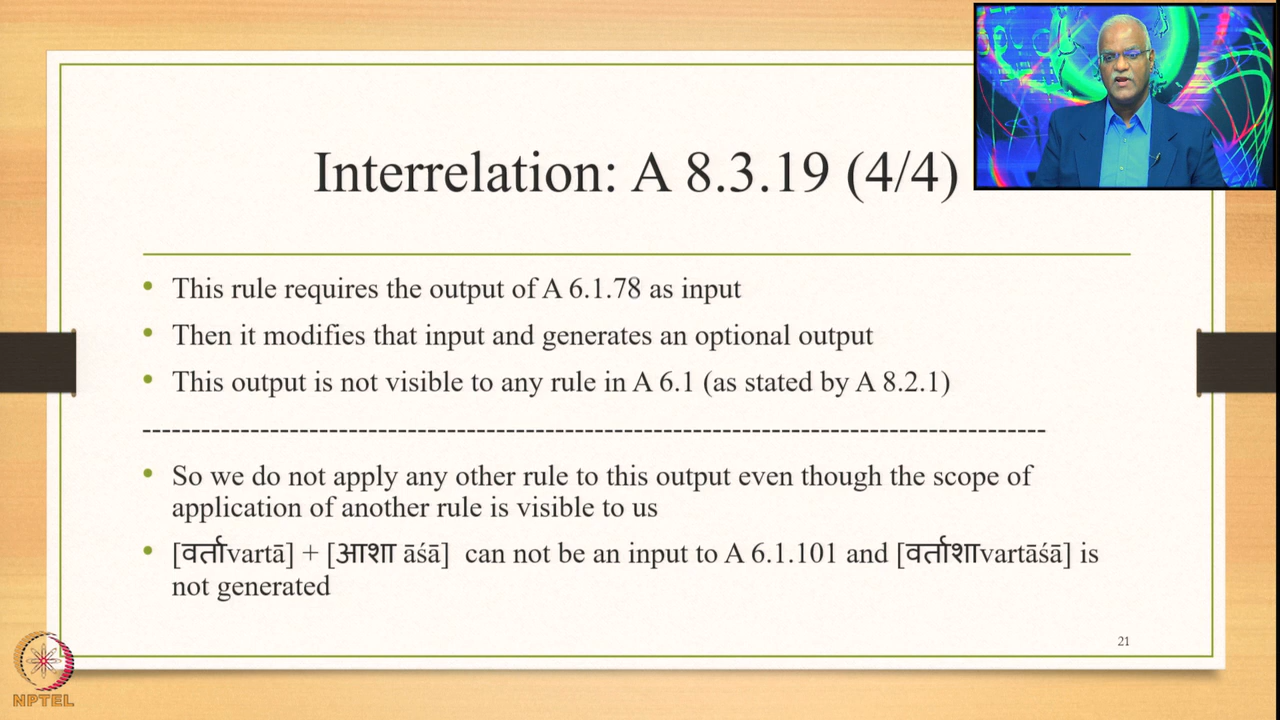 Interrelation: A 8.3.19 (4/4)
• This rule requires the output of A 6.1.78 as input
• Then it modifies that input and generates an optional output
• This output is not visible to any rule in A 6.1 (as stated by A 8.2.1)
--------------------------------------------------------------------------------------------
• So we do not apply any other rule to this output even though the scope of
application of another rule is visible to us
• [वर्ताvartā] + [आशा āśā] can not be an input to A 6.1.101 and [वर्ताशाvartāśā] is
not generated
21
NPTEL